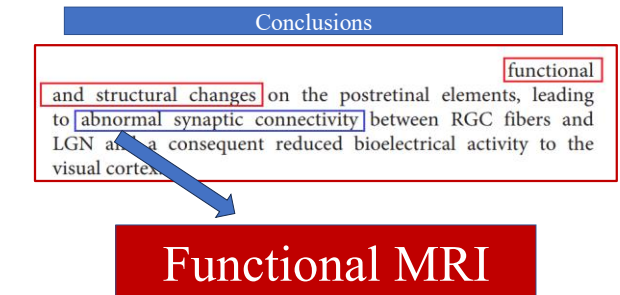 Conclusions
functional
and structural changes on the postretinal elements, leading
to abnormal synaptic connectivity between RGC fibers and
LGN and a consequent reduced bioelectrical activity to the
visual cortex.
Functional MRI